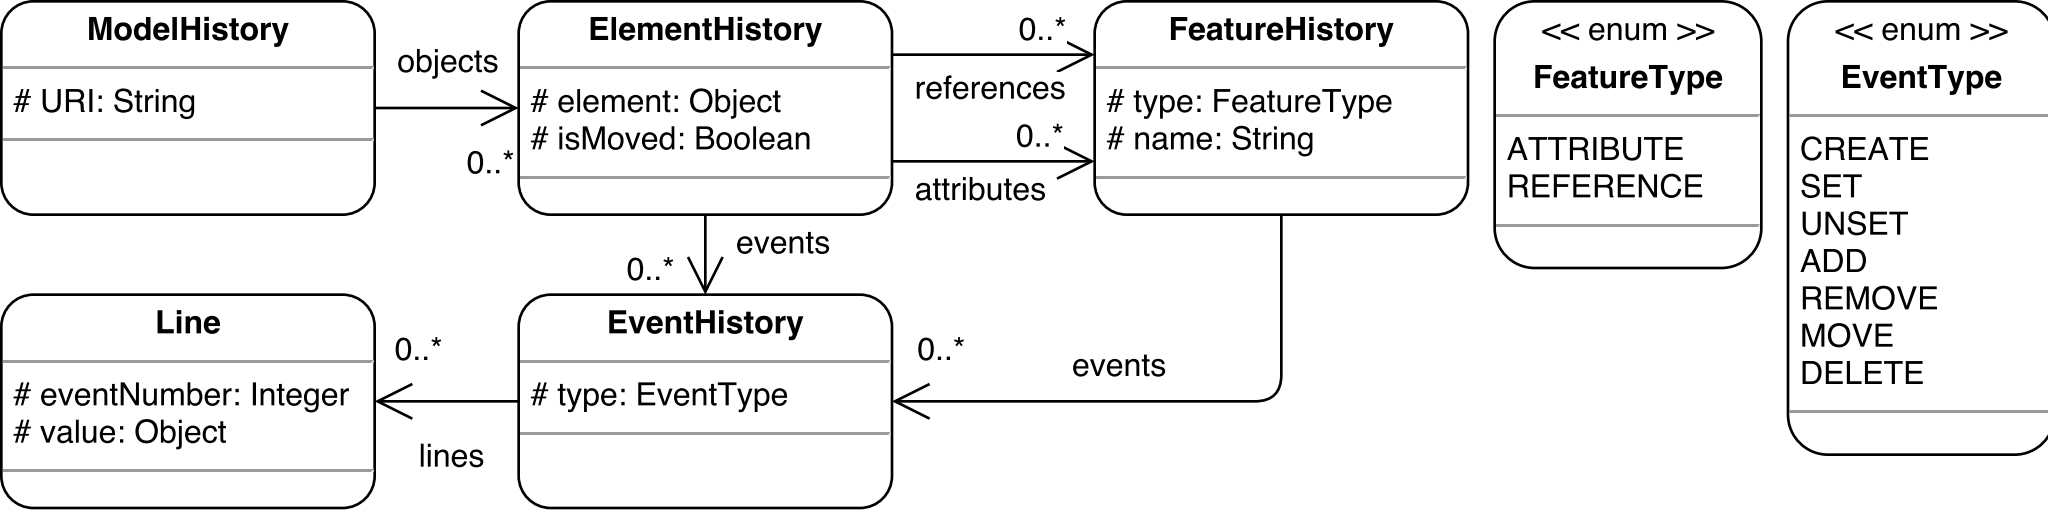 ModelHistory
# URI: String
objects
0..*
ElementHistory
# element: Object
# isMoved: Boolean
0..*
references
0..*
attributes
FeatureHistory
# type: FeatureType
# name: String
<< enum >>
FeatureType
ATTRIBUTE
REFERENCE
<< enum >>
EventType
CREATE
SET
UNSET
ADD
REMOVE
MOVE
DELETE
events
0..*
Line
# eventNumber: Integer
# value: Object
0..*
lines
EventHistory
# type: EventType
0..*
events